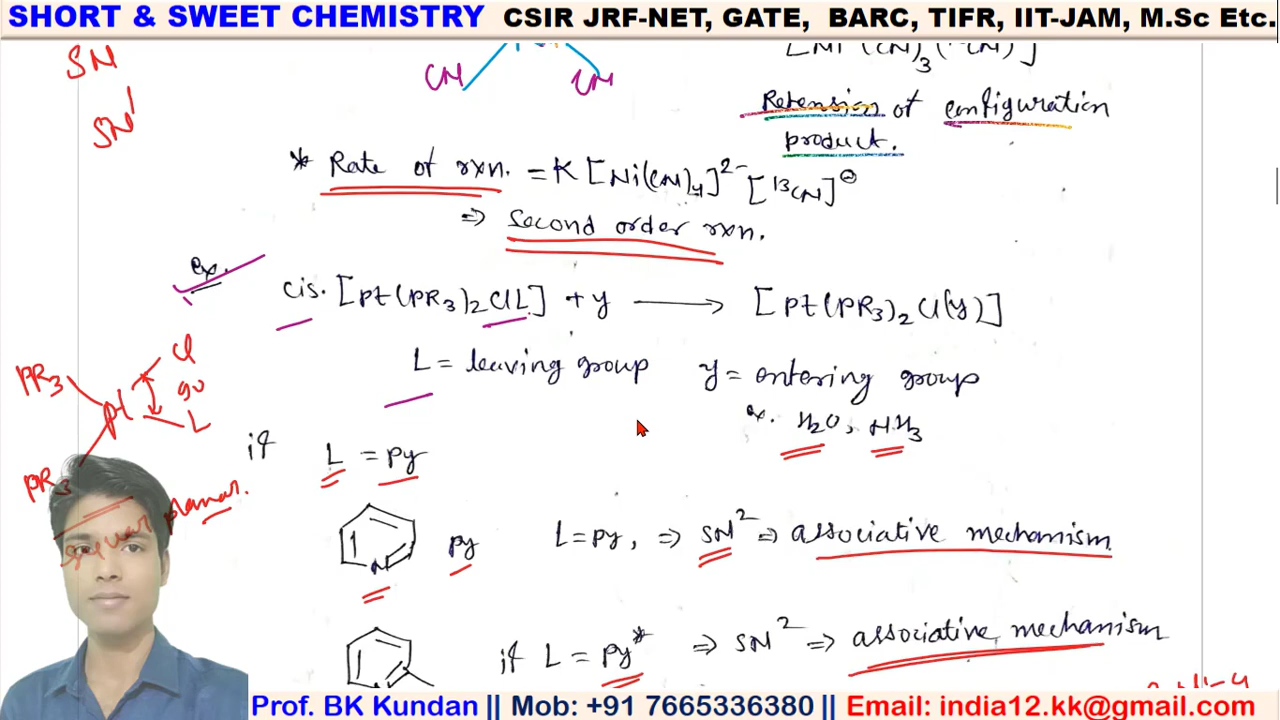 SHORT & SWEET CHEMISTRY CSIR JRF-NET, GATE, BARC, TIFR, IIT-JAM, M.Sc Etc.
SN
SN'
CN CN
Retension of configuration
product.
* Rate of rxn. = K [Ni(CN)4]2- [13CN]⊖
⇒ Second order rxn.
ex.
cis. [Pt(PR3)2ClL] + y ⟶ [Pt(PR3)2Cl(y)]
L = leaving group y = entering group
ex. H2O, NH3
PR3 Cl
Pt 90
L
PR3
planar.
if L = Py
N Py L = Py, ⇒ SN2 ⇒ associative mechanism
if L = Py* ⇒ SN2 ⇒ associative mechanism
Prof. BK Kundan || Mob: +91 7665336380 || Email: india12.kk@gmail.com